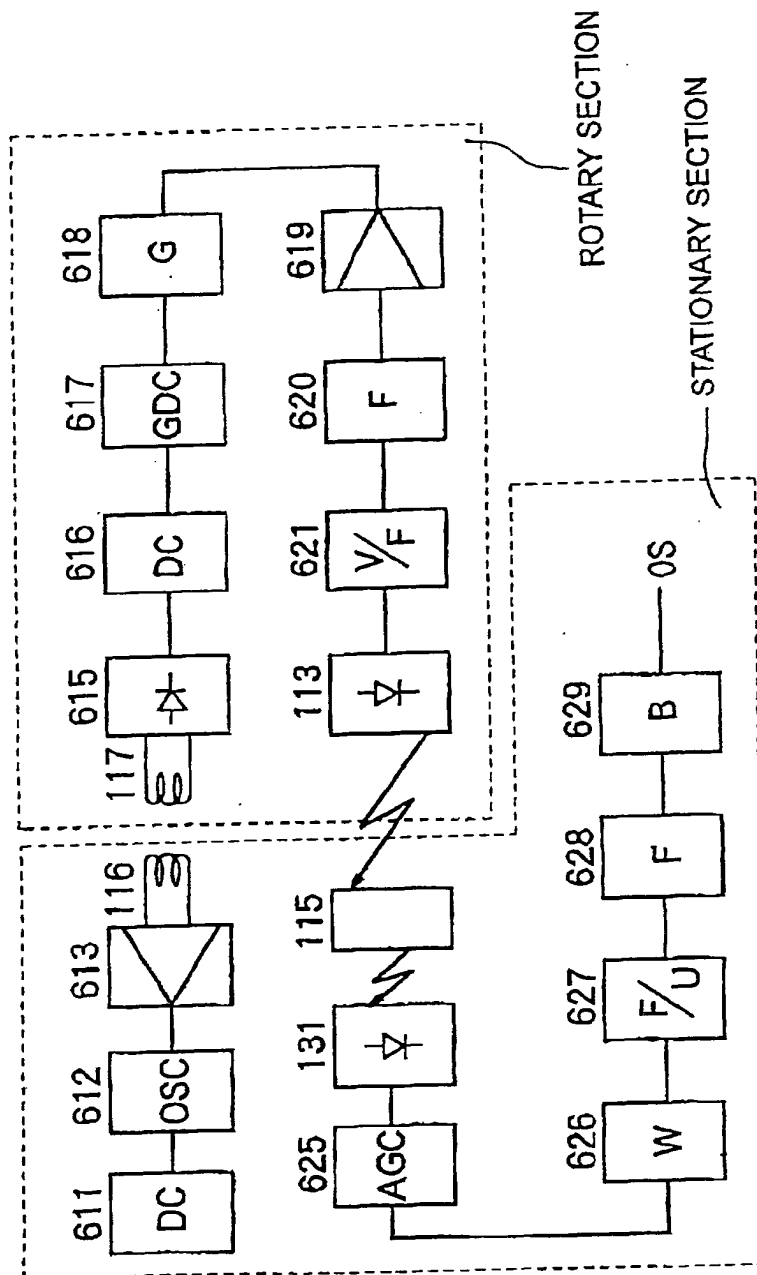 611 612 613 116 117 615 616 617 618
DC OSC DC GDC G
625 131 115 113 621 620 619
AGC V/F F
626 627 628 629
W F/U F B OS
ROTARY SECTION
STATIONARY SECTION